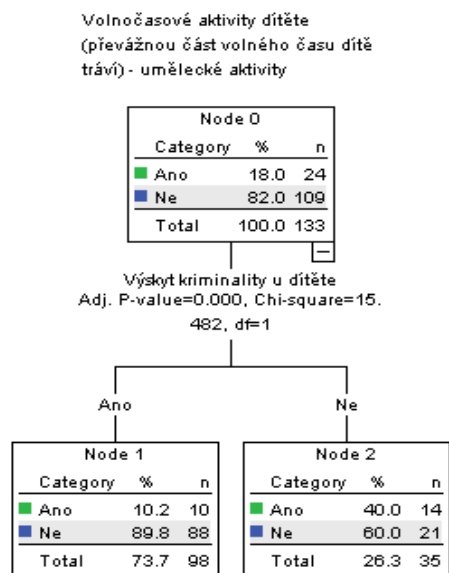 Volnočasové aktivity dítěte
(převážnou část volného času dítě
tráví) - umělecké aktivity
Node 0
Category % n
Ano 18.0 24
Ne 82.0 109
Total 100.0 133
Výskyt kriminality u dítěte
Adj. P-value=0.000, Chi-square=15.
482, df=1
Ano
Ne
Node 1
Category % n
Ano 10.2 10
Ne 89.8 88
Total 73.7 98
Node 2
Category % n
Ano 40.0 14
Ne 60.0 21
Total 26.3 35